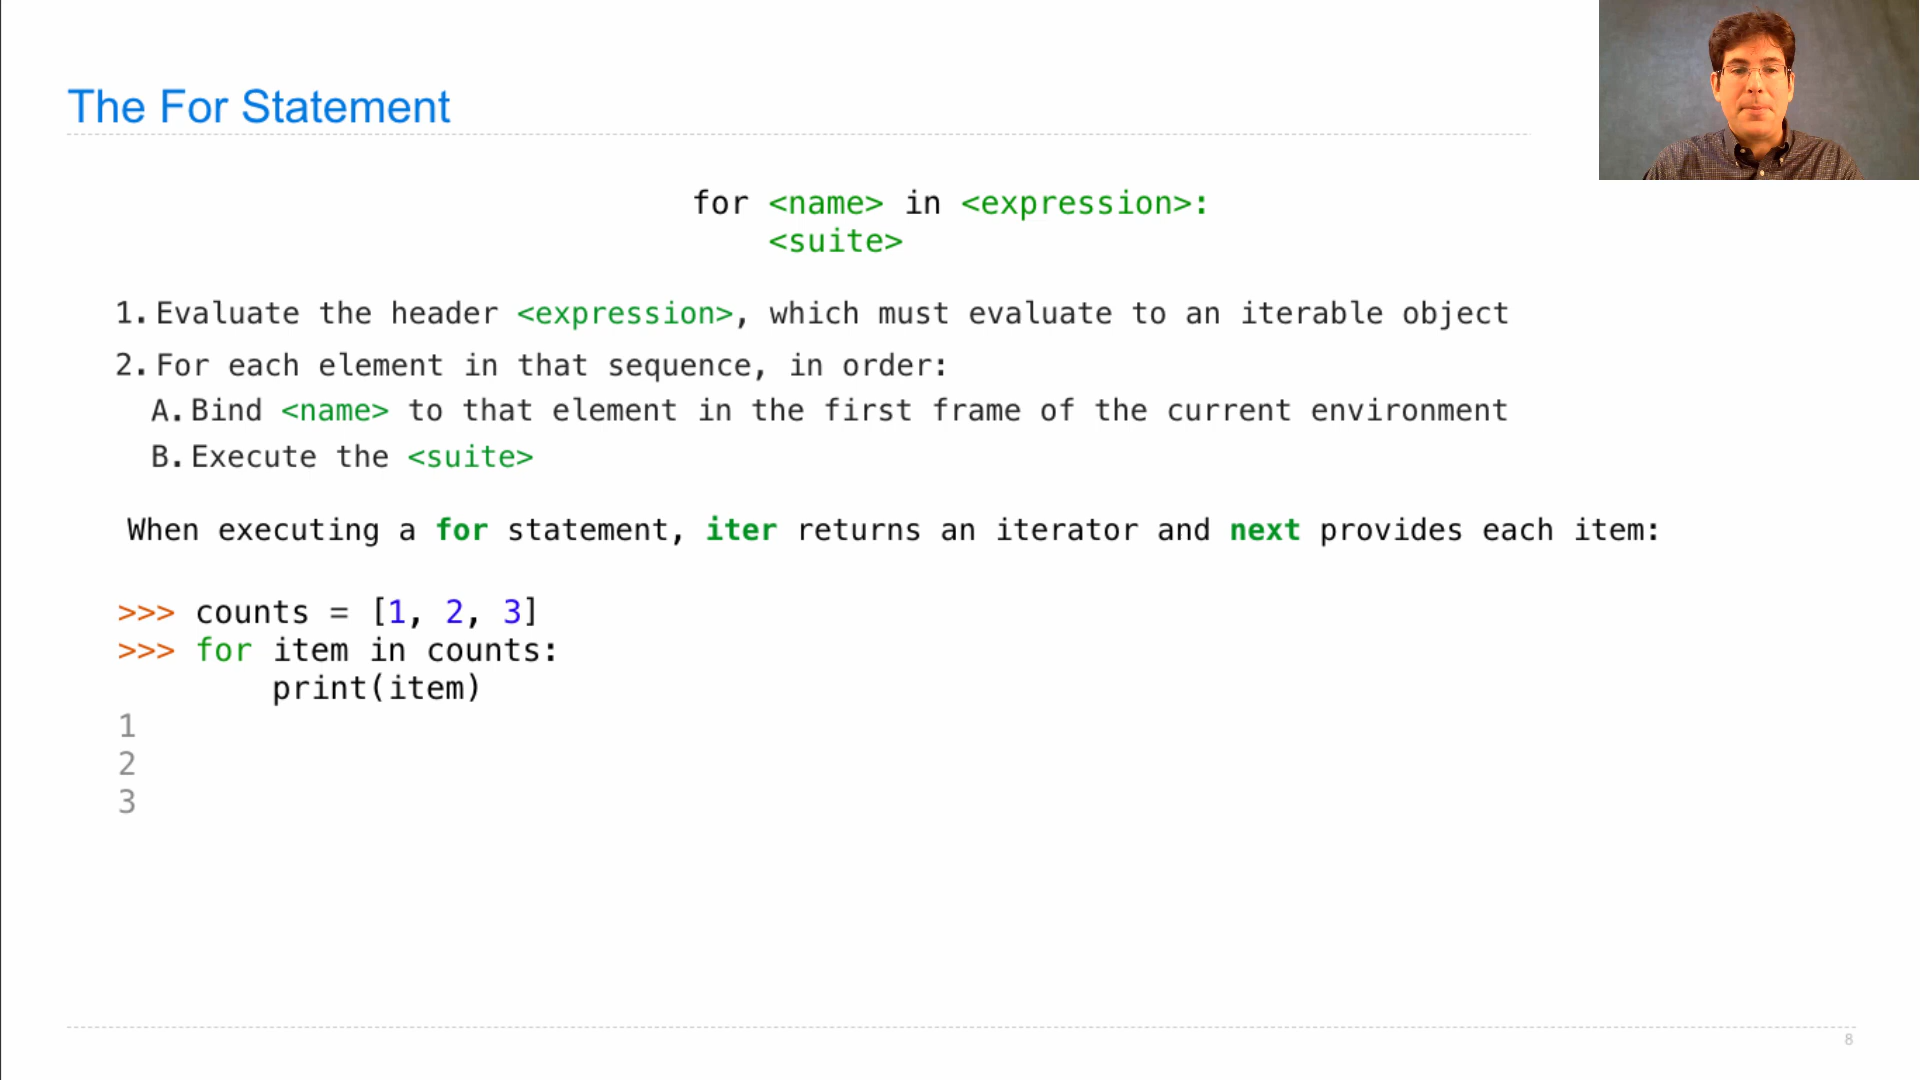 The For Statement
for <name> in <expression>:
<suite>
1. Evaluate the header <expression>, which must evaluate to an iterable object
2. For each element in that sequence, in order:
A. Bind <name> to that element in the first frame of the current environment
B. Execute the <suite>
When executing a for statement, iter returns an iterator and next provides each item:
>>> counts = [1, 2, 3]
>>> for item in counts:
print(item)
1
2
3
8